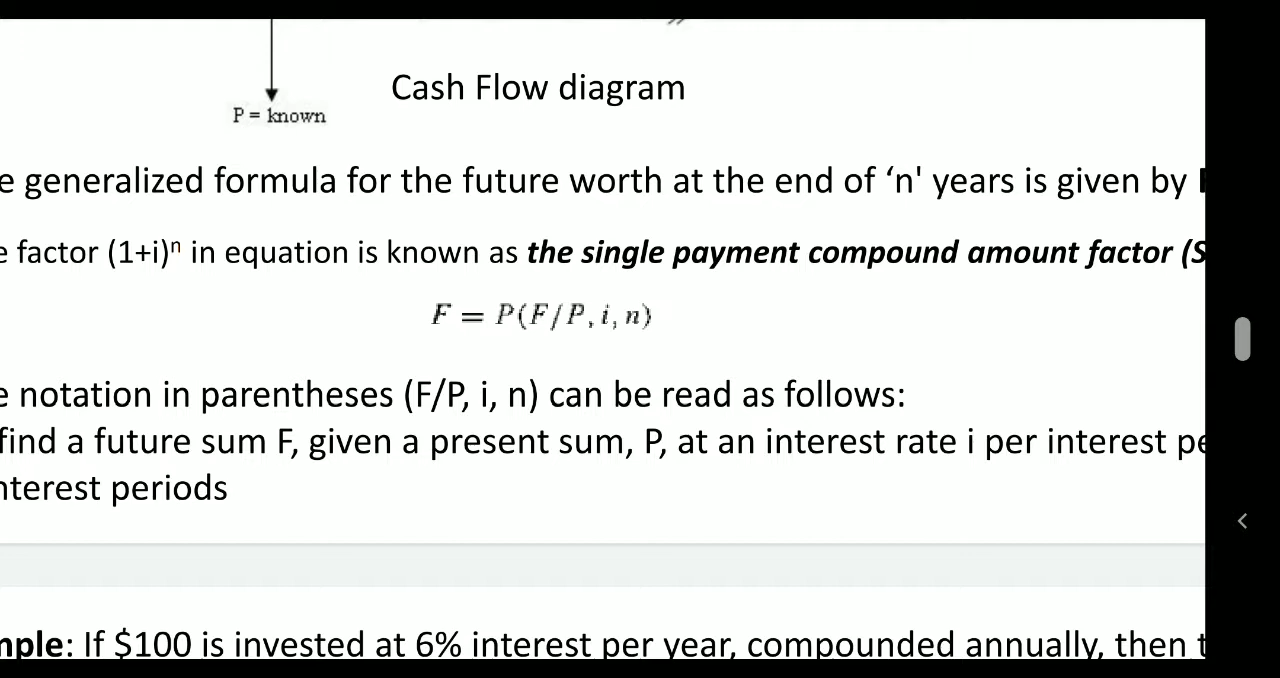 Cash Flow diagram
P = known
e generalized formula for the future worth at the end of ‘n' years is given by
e factor (1+i)ⁿ in equation is known as the single payment compound amount factor (S
F = P(F/P, i, n)
e notation in parentheses (F/P, i, n) can be read as follows:
find a future sum F, given a present sum, P, at an interest rate i per interest pe
nterest periods
mple: If $100 is invested at 6% interest per year, compounded annually, then t